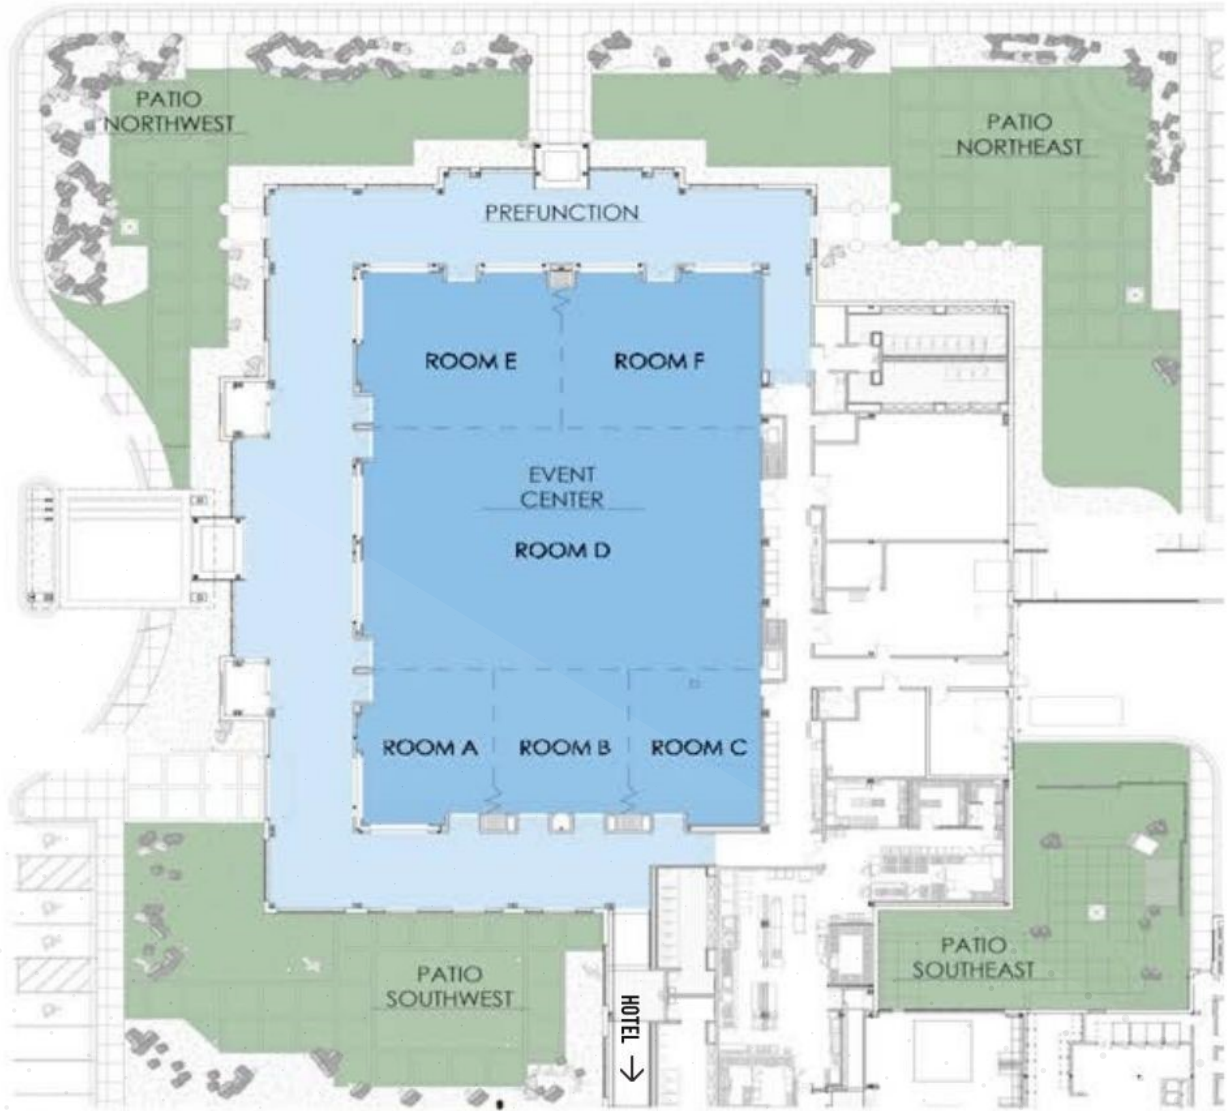 PATIO
NORTHWEST
PATIO
NORTHEAST
PREFUNCTION
ROOM E
ROOM F
EVENT
CENTER
ROOM D
ROOM A
ROOM B
ROOM C
PATIO
SOUTHWEST
PATIO
SOUTHEAST
HOTEL →